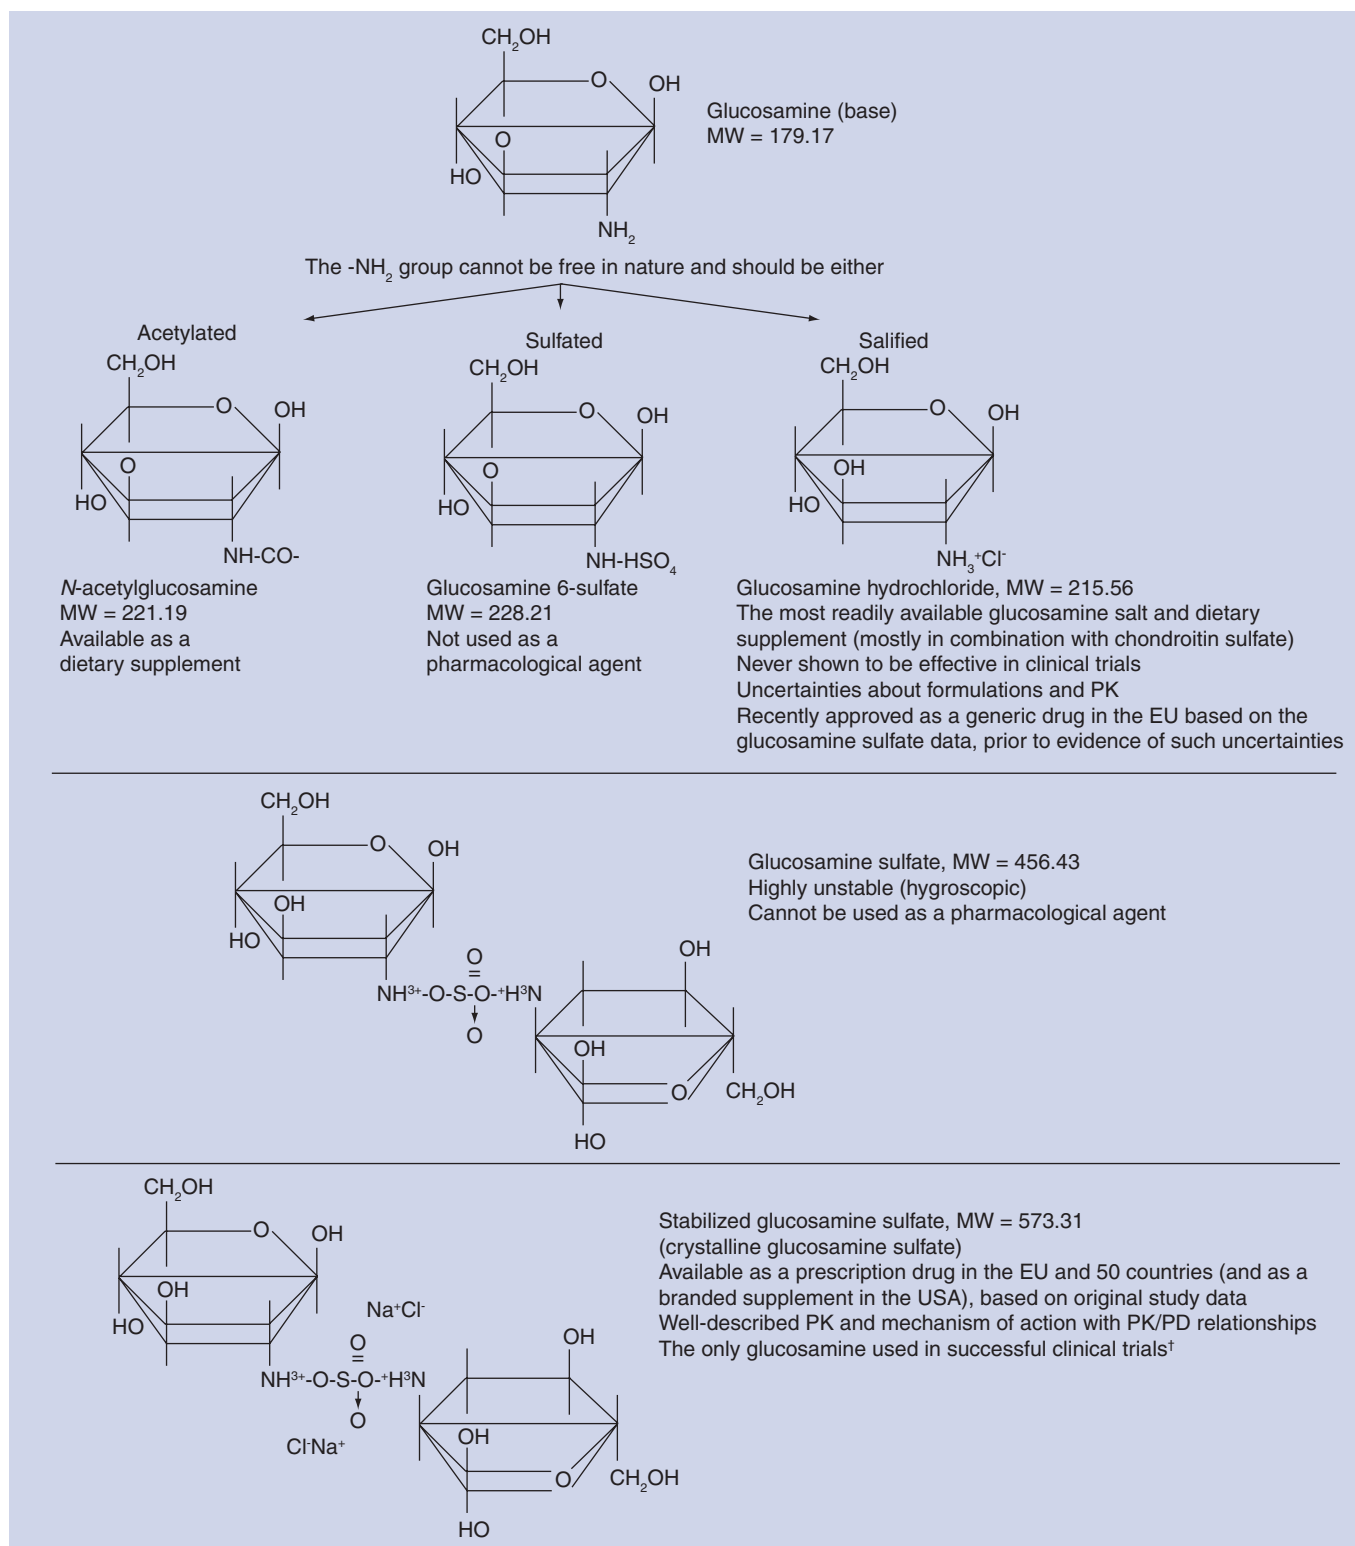 CH2OH
O
OH
Glucosamine (base)
MW = 179.17
O
HO
NH2
The -NH2 group cannot be free in nature and should be either
Acetylated
CH2OH
O
OH
O
HO
NH-CO-
N-acetylglucosamine
MW = 221.19
Available as a
dietary supplement
Sulfated
CH2OH
O
OH
O
HO
NH-HSO4
Glucosamine 6-sulfate
MW = 228.21
Not used as a
pharmacological agent
Salified
CH2OH
O
OH
OH
HO
NH3+Cl-
Glucosamine hydrochloride, MW = 215.56
The most readily available glucosamine salt and dietary
supplement (mostly in combination with chondroitin sulfate)
Never shown to be effective in clinical trials
Uncertainties about formulations and PK
Recently approved as a generic drug in the EU based on the
glucosamine sulfate data, prior to evidence of such uncertainties
CH2OH
O
OH
OH
HO
O
=
NH3+-O-S-O-+H3N
O
OH
OH
O
CH2OH
HO
Glucosamine sulfate, MW = 456.43
Highly unstable (hygroscopic)
Cannot be used as a pharmacological agent
CH2OH
O
OH
OH
HO
Na+Cl-
O
=
NH3+-O-S-O-+H3N
O
Cl-Na+
OH
OH
O
CH2OH
HO
Stabilized glucosamine sulfate, MW = 573.31
(crystalline glucosamine sulfate)
Available as a prescription drug in the EU and 50 countries (and as a
branded supplement in the USA), based on original study data
Well-described PK and mechanism of action with PK/PD relationships
The only glucosamine used in successful clinical trials†